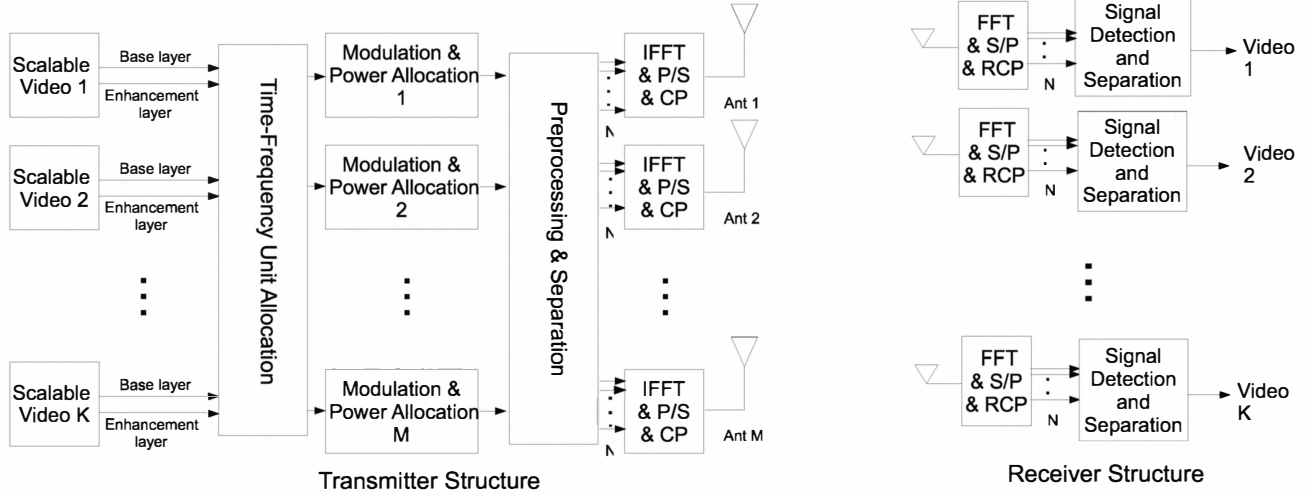 Scalable
Video 1
Base layer
Enhancement
layer
Scalable
Video 2
Base layer
Enhancement
layer
Scalable
Video K
Base layer
Enhancement
layer
Time-Frequency Unit Allocation
Modulation &
Power Allocation
1
Modulation &
Power Allocation
2
Modulation &
Power Allocation
M
Preprocessing & Separation
IFFT
& P/S
& CP
N
Ant 1
IFFT
& P/S
& CP
N
Ant 2
IFFT
& P/S
& CP
N
Ant M
Transmitter Structure
FFT
& S/P
& RCP
N
Signal
Detection
and
Separation
Video
1
FFT
& S/P
& RCP
N
Signal
Detection
and
Separation
Video
2
FFT
& S/P
& RCP
N
Signal
Detection
and
Separation
Video
K
Receiver Structure